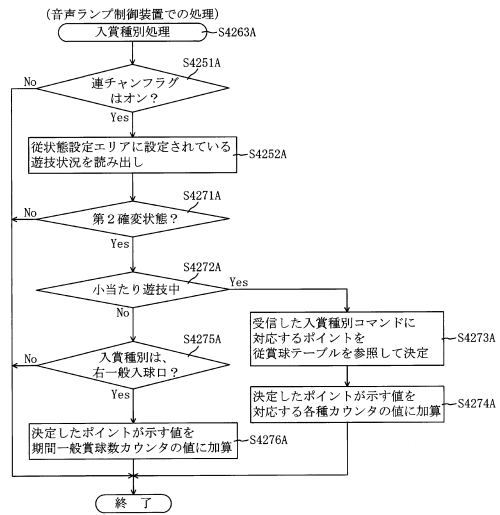 (音声ランプ制御装置での処理)
入賞種別処理
S4263A
S4251A
連チャンフラグ
はオン?
No
Yes
従状態設定エリアに設定されている
遊技状況を読み出し
S4252A
S4271A
第2確変状態?
No
Yes
S4272A
小当たり遊技中
Yes
No
受信した入賞種別コマンドに
対応するポイントを
従賞球テーブルを参照して決定
S4273A
S4275A
入賞種別は、
右一般入球口?
No
Yes
決定したポイントが示す値を
対応する各種カウンタの値に加算
S4274A
決定したポイントが示す値を
期間一般賞球数カウンタの値に加算
S4276A
終了